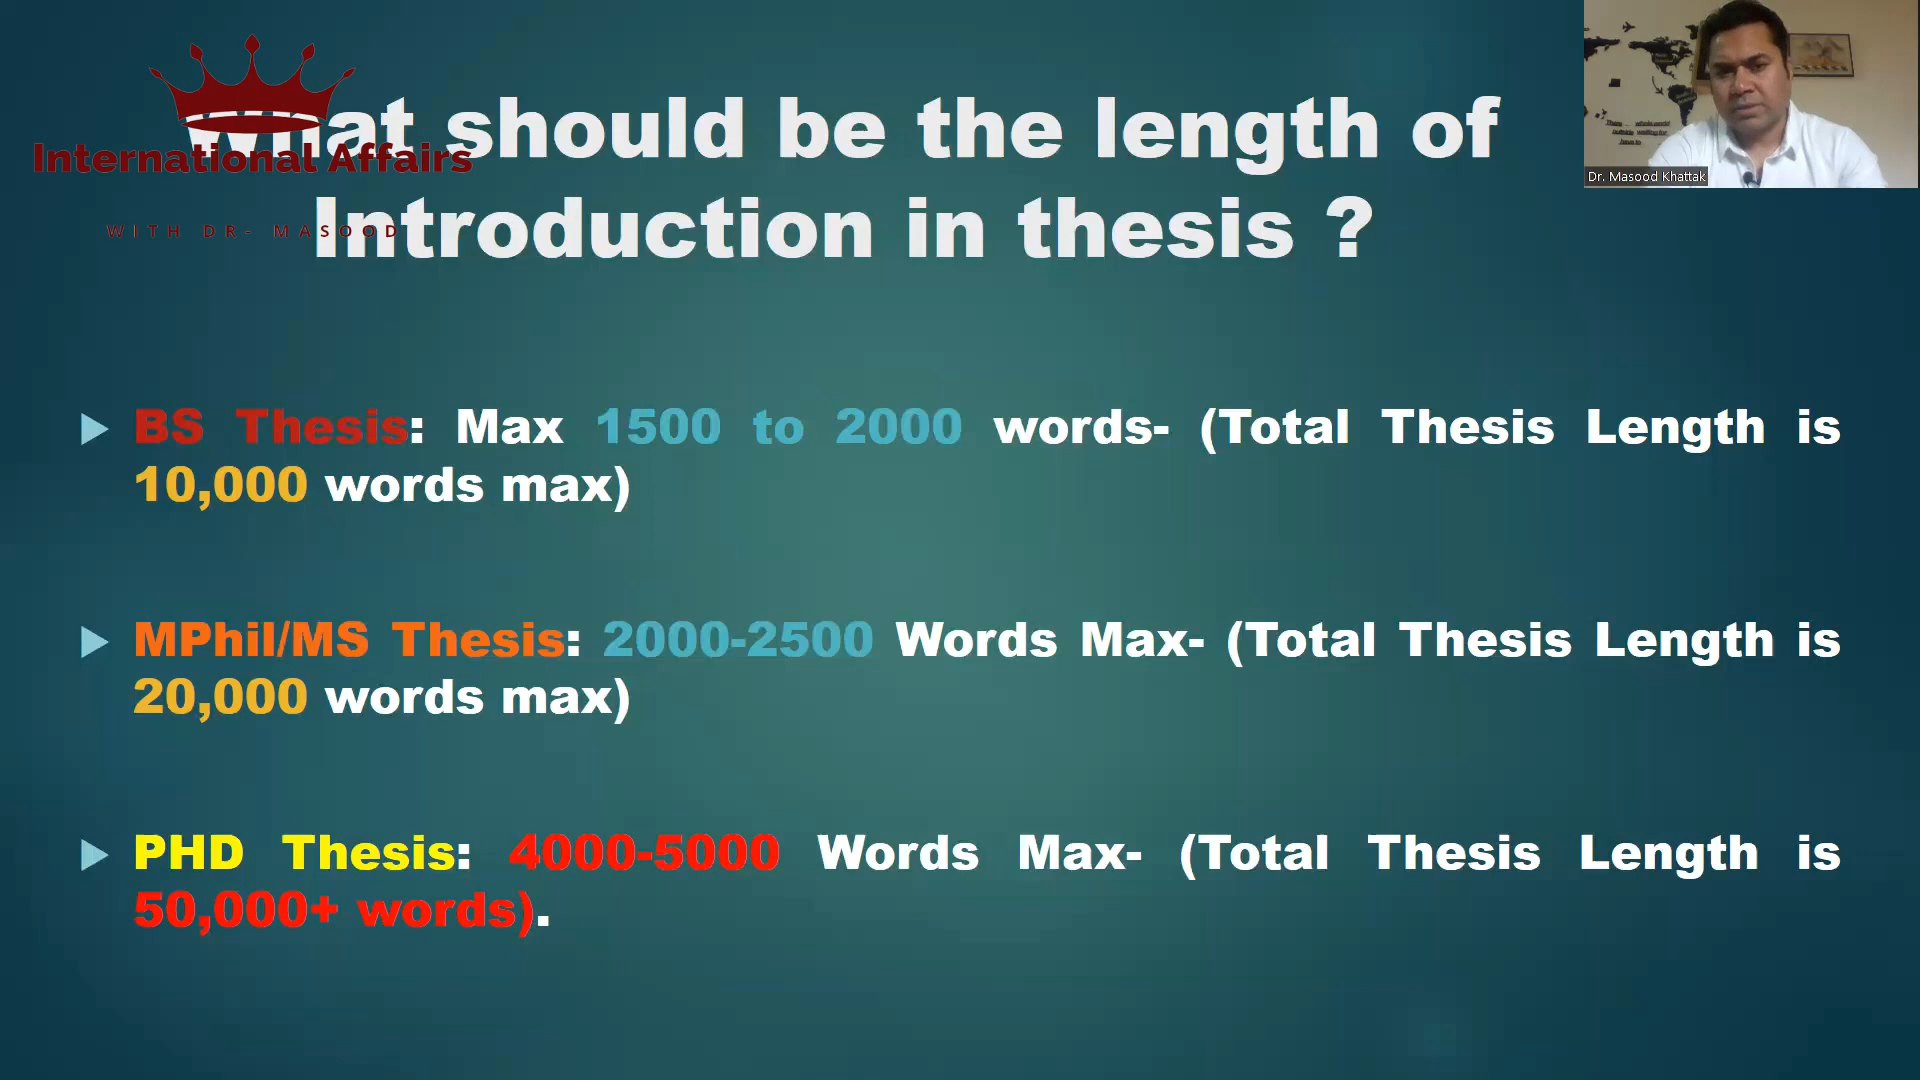 What should be the length of
Introduction in thesis ?
International Affairs
WITH DR- MASOOD
Dr. Masood Khattak
BS Thesis: Max 1500 to 2000 words- (Total Thesis Length is
10,000 words max)
MPhil/MS Thesis: 2000-2500 Words Max- (Total Thesis Length is
20,000 words max)
PHD Thesis: 4000-5000 Words Max- (Total Thesis Length is
50,000+ words).